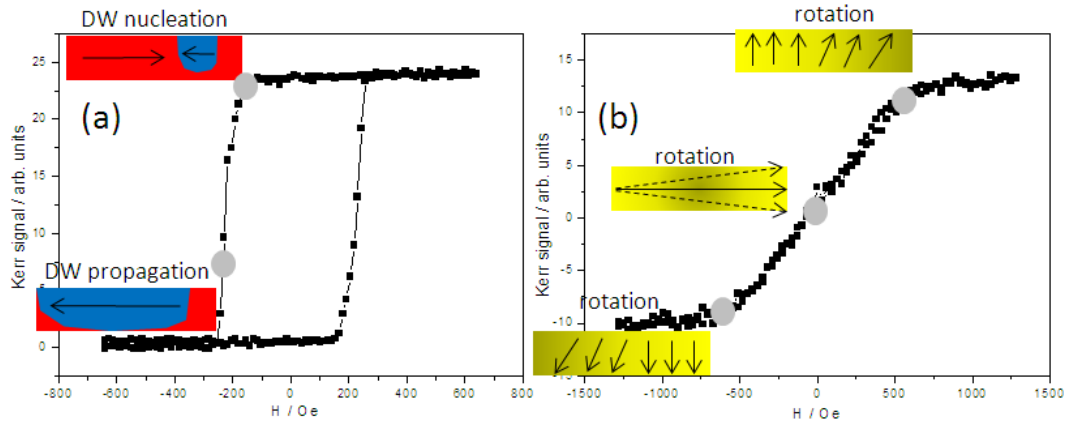 DW nucleation
25
20
15
10
5
0
(a)
Kerr signal / arb. units
DW propagation
-800 -600 -400 -200 0 200 400 600 800
H / Oe
rotation
15
10
5
0
-5
-10
(b)
Kerr signal / arb. units
rotation
rotation
-1500 -1000 -500 0 500 1000 1500
H / Oe